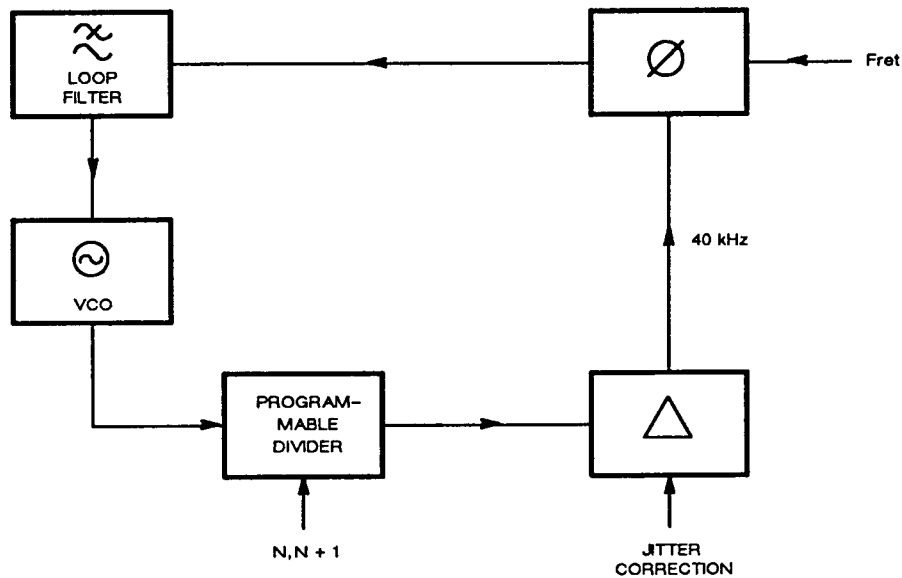 LOOP
FILTER
Fret
VCO
40 kHz
PROGRAM-
MABLE
DIVIDER
N, N + 1
JITTER
CORRECTION